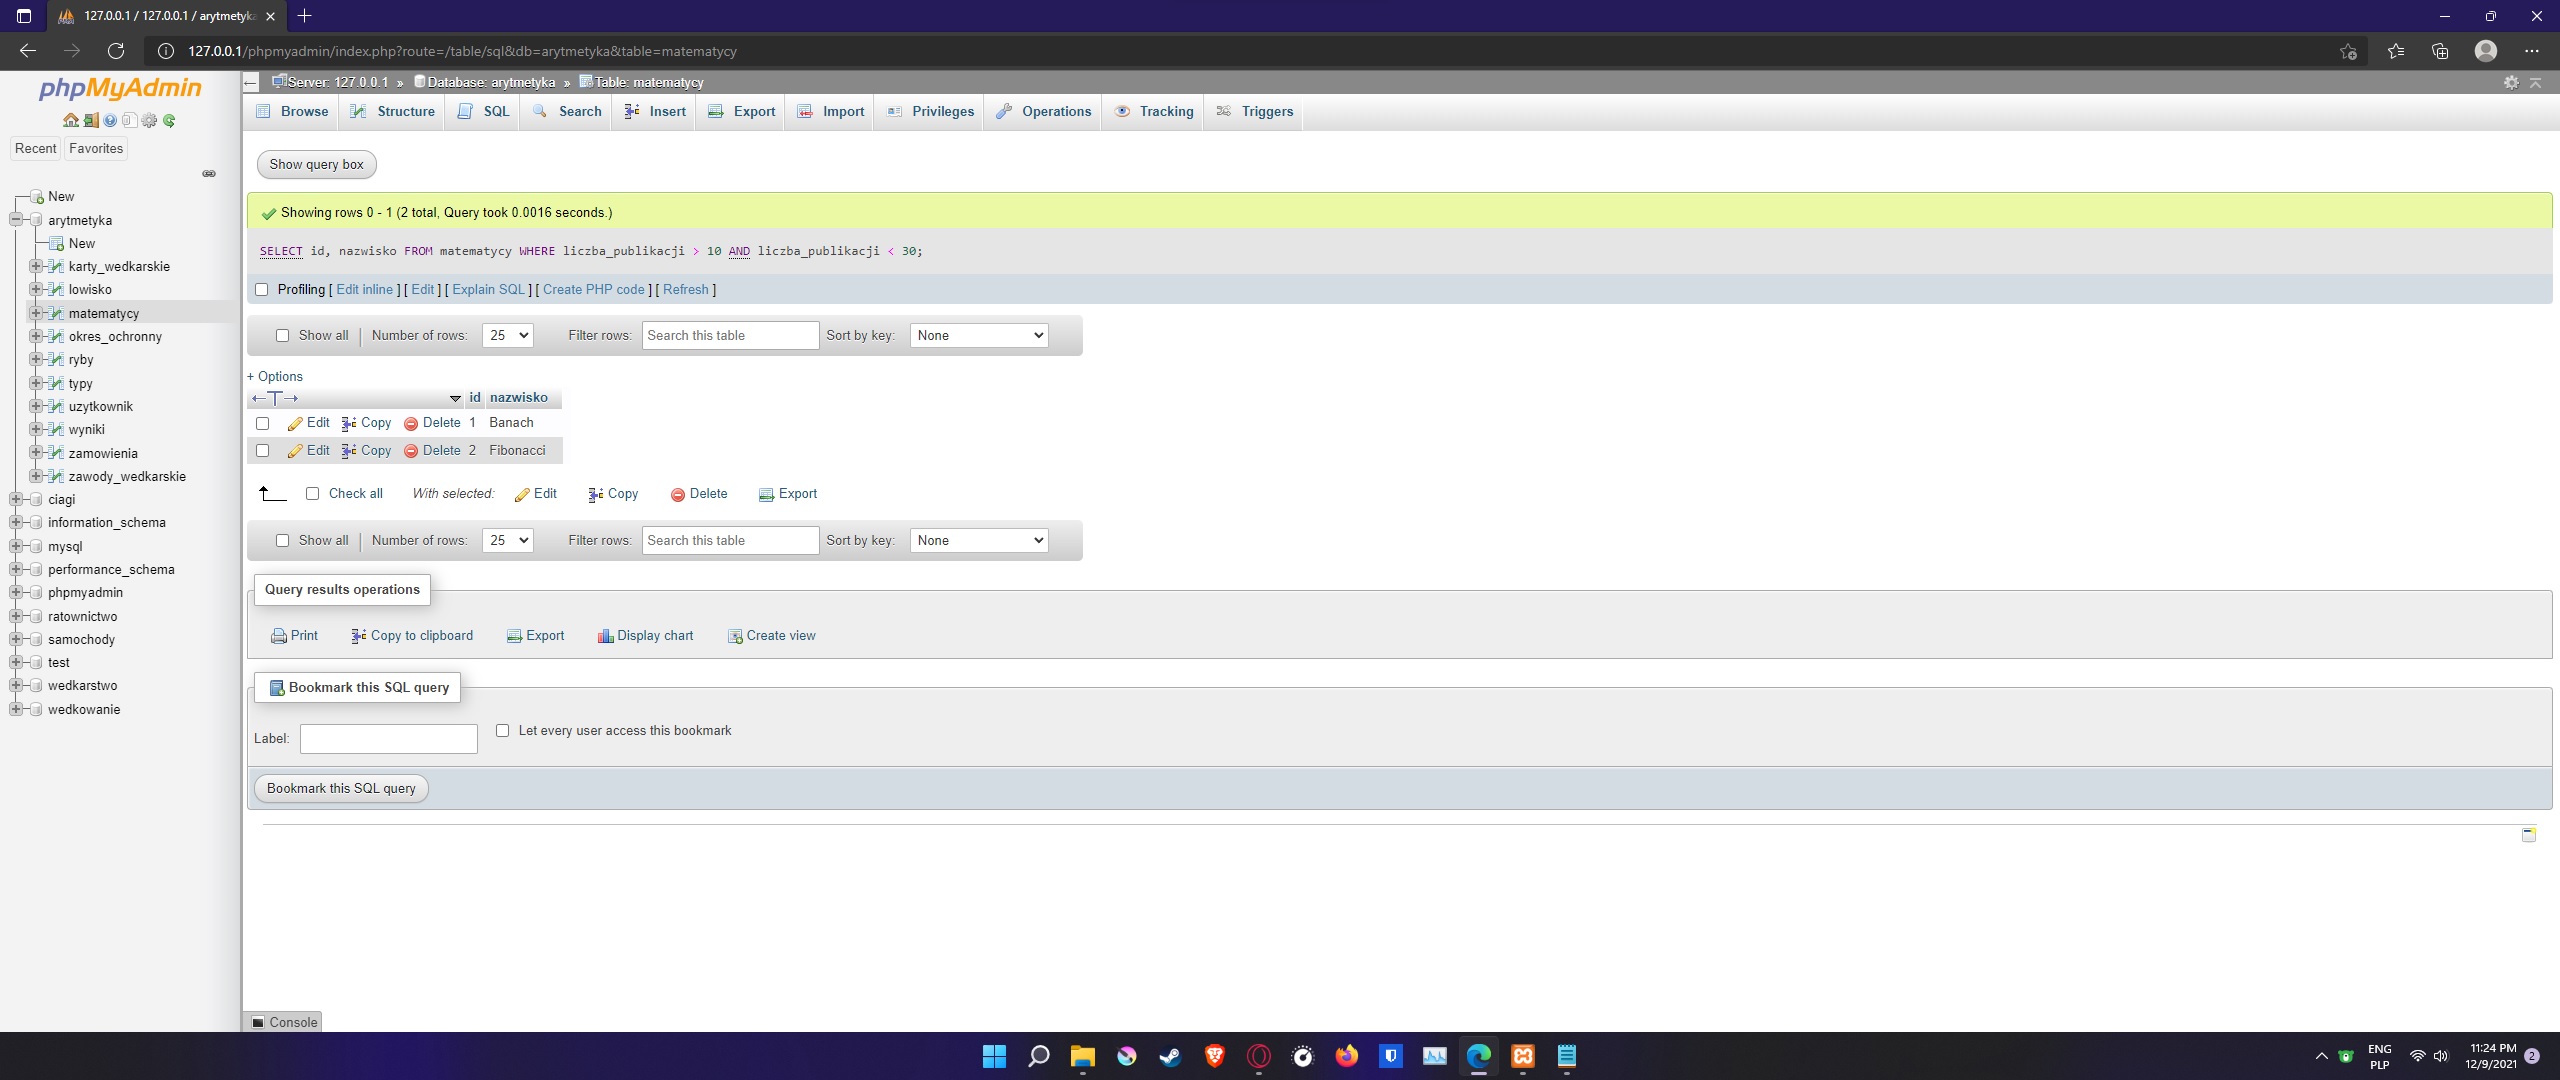 127.0.0.1 / 127.0.0.1 / arytmetyka
127.0.0.1/phpmyadmin/index.php?route=/table/sql&db=arytmetyka&table=matematycy
phpMyAdmin
Recent Favorites
New
arytmetyka
New
karty_wedkarskie
lowisko
matematycy
okres_ochronny
ryby
typy
uzytkownik
wyniki
zamowienia
zawody_wedkarskie
ciagi
information_schema
mysql
performance_schema
phpmyadmin
ratownictwo
samochody
test
wedkarstwo
wedkowanie
Server: 127.0.0.1 » Database: arytmetyka » Table: matematycy
Browse Structure SQL Search Insert Export Import Privileges Operations Tracking Triggers
Show query box
Showing rows 0 - 1 (2 total, Query took 0.0016 seconds.)
SELECT id, nazwisko FROM matematycy WHERE liczba_publikacji > 10 AND liczba_publikacji < 30;
Profiling [ Edit inline ] [ Edit ] [ Explain SQL ] [ Create PHP code ] [ Refresh ]
Show all | Number of rows: 25 Filter rows: Search this table Sort by key: None
+ Options
←T→ id nazwisko
Edit Copy Delete 1 Banach
Edit Copy Delete 2 Fibonacci
Check all With selected: Edit Copy Delete Export
Show all | Number of rows: 25 Filter rows: Search this table Sort by key: None
Query results operations
Print Copy to clipboard Export Display chart Create view
Bookmark this SQL query
Label: Let every user access this bookmark
Bookmark this SQL query
Console
ENG
PLP
11:24 PM
12/9/2021
2